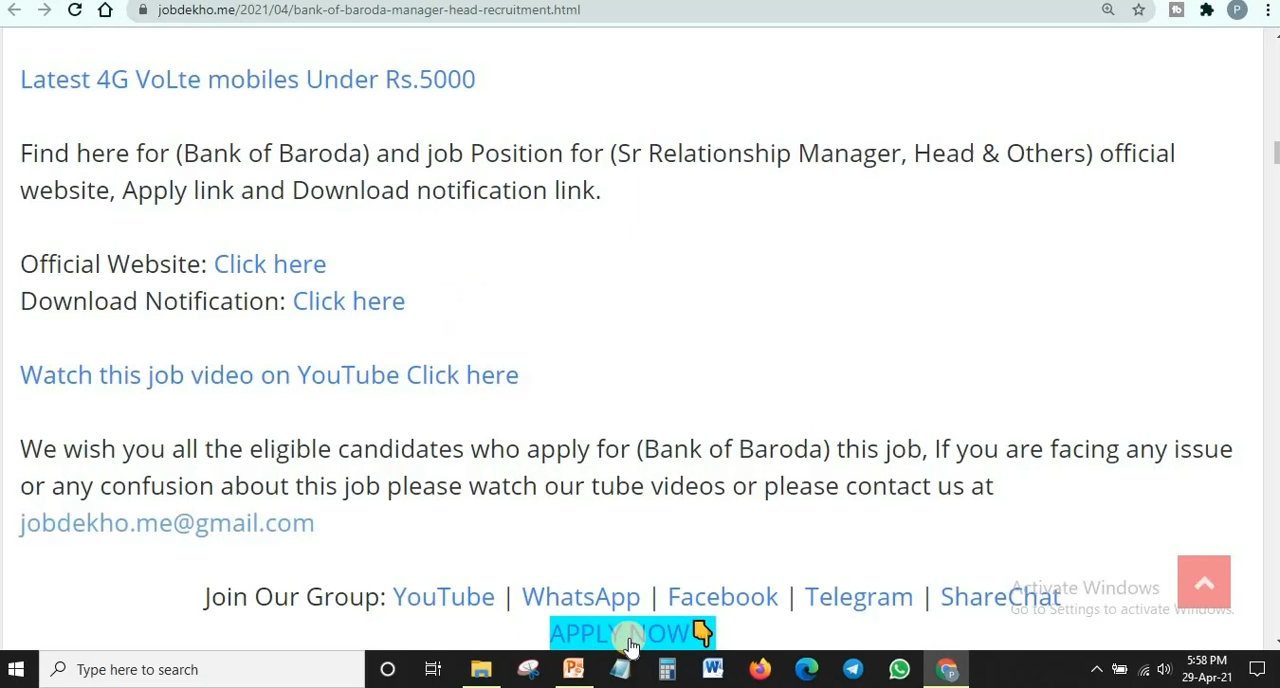 jobdekho.me/2021/04/bank-of-baroda-manager-head-recruitment.html
P
Latest 4G VoLte mobiles Under Rs.5000
Find here for (Bank of Baroda) and job Position for (Sr Relationship Manager, Head & Others) official
website, Apply link and Download notification link.
Official Website: Click here
Download Notification: Click here
Watch this job video on YouTube Click here
We wish you all the eligible candidates who apply for (Bank of Baroda) this job, If you are facing any issue
or any confusion about this job please watch our tube videos or please contact us at
jobdekho.me@gmail.com
Activate Windows
Go to Settings to activate Windows.
Join Our Group: YouTube | WhatsApp | Facebook | Telegram | ShareChat
APPLY NOW
Type here to search
5:58 PM
29-Apr-21